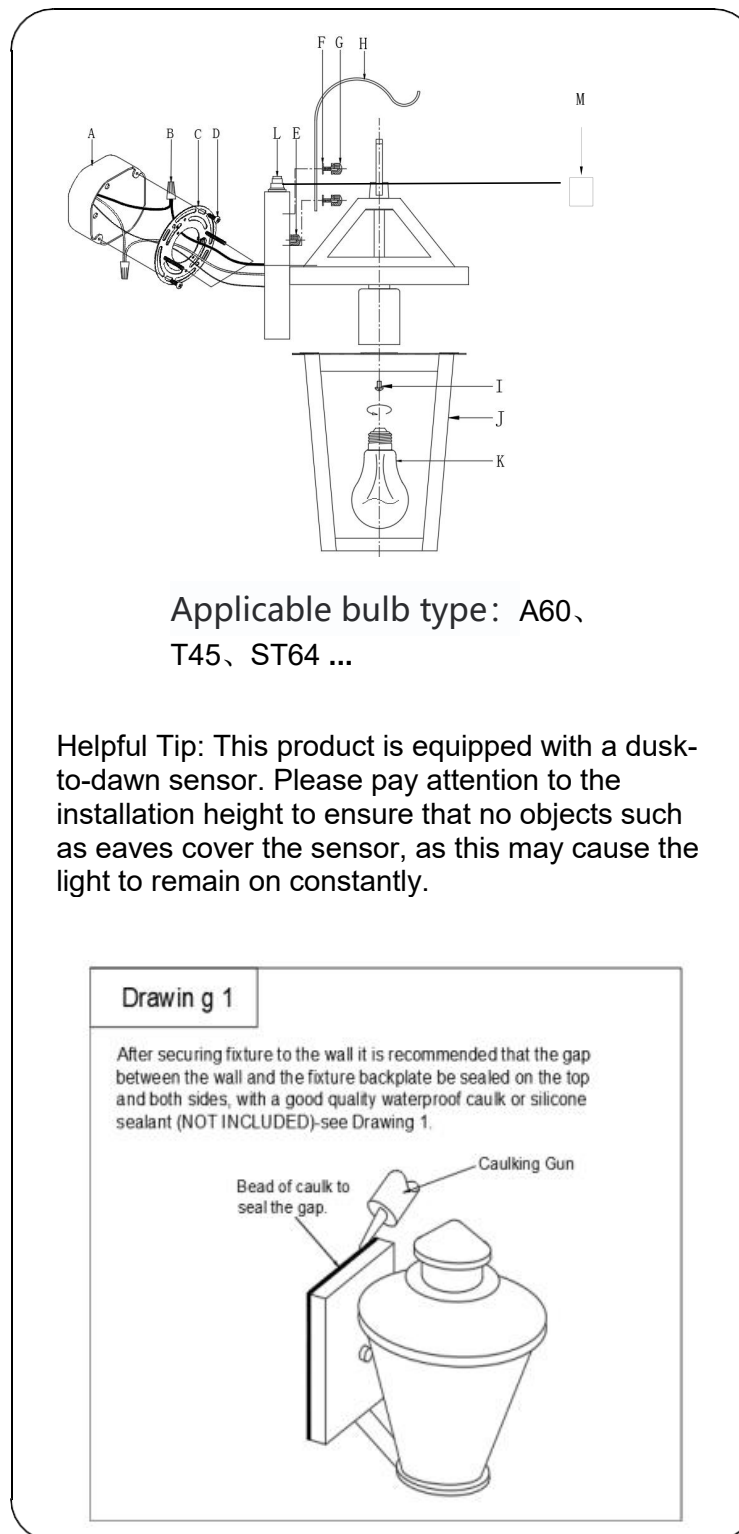 F G H
M
A B C D L E
I
J
K
Applicable bulb type：A60、
T45、ST64 ...
Helpful Tip: This product is equipped with a dusk-
to-dawn sensor. Please pay attention to the
installation height to ensure that no objects such
as eaves cover the sensor, as this may cause the
light to remain on constantly.
Drawin g 1
After securing fixture to the wall it is recommended that the gap
between the wall and the fixture backplate be sealed on the top
and both sides, with a good quality waterproof caulk or silicone
sealant (NOT INCLUDED)-see Drawing 1.
Caulking Gun
Bead of caulk to
seal the gap.